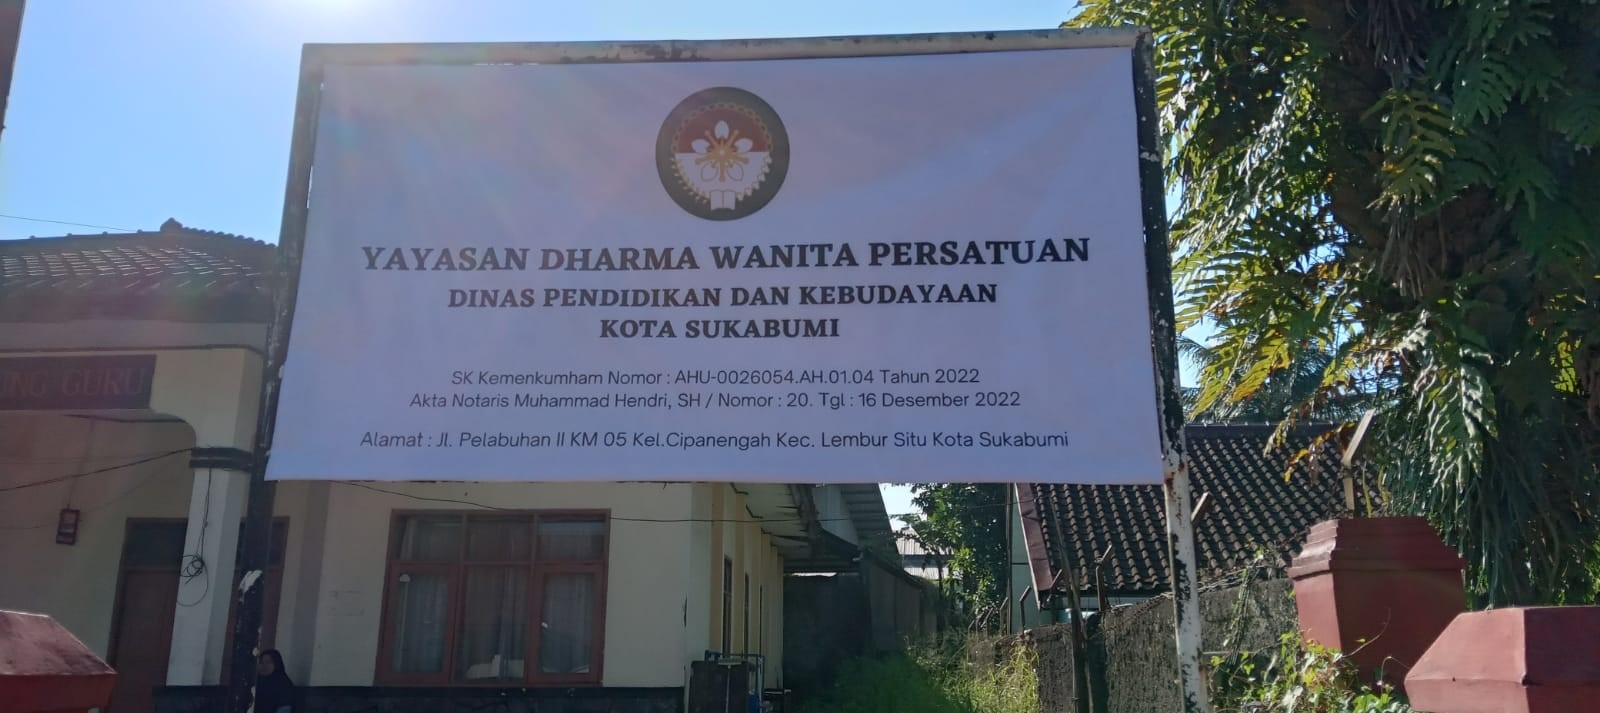 YAYASAN DHARMA WANITA PERSATUAN
DINAS PENDIDIKAN DAN KEBUDAYAAN
KOTA SUKABUMI
SK Kemenkumham Nomor : AHU-0026054.AH.01.04 Tahun 2022
Akta Notaris Muhammad Hendri, SH / Nomor : 20. Tgl : 16 Desember 2022
Alamat : Jl. Pelabuhan II KM 05 Kel.Cipanengah Kec. Lembur Situ Kota Sukabumi
GURU